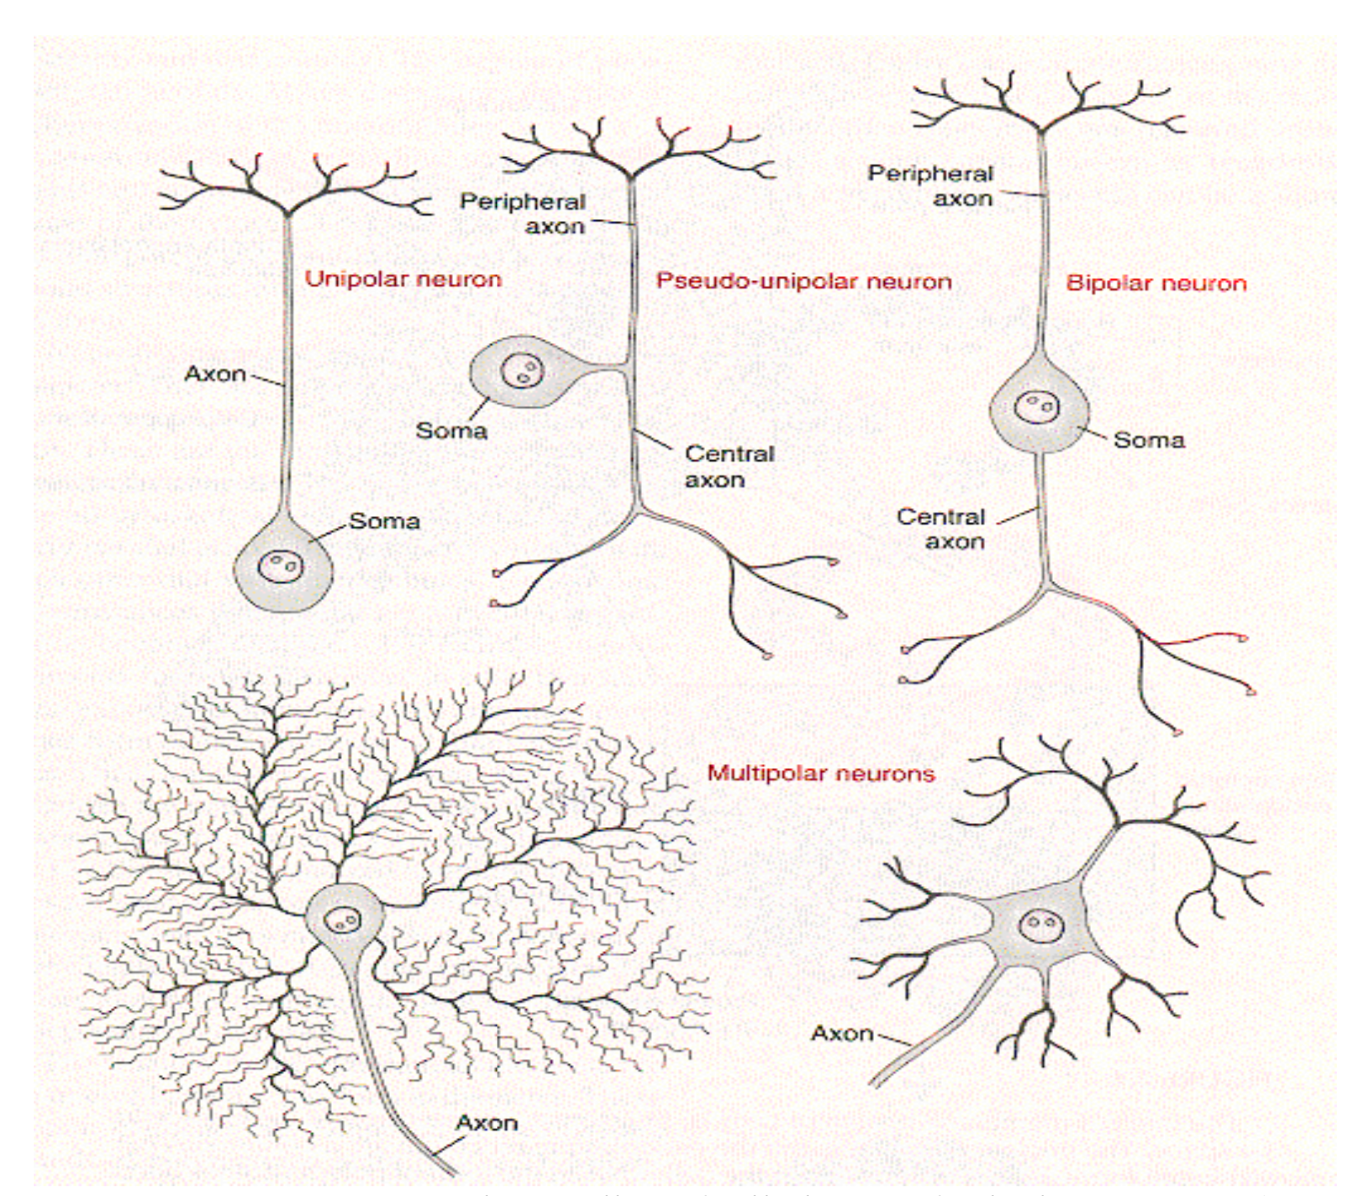 Peripheral
axon
Peripheral
axon
Unipolar neuron
Pseudo-unipolar neuron
Bipolar neuron
Axon
Soma
Soma
Central
axon
Soma
Central
axon
Multipolar neurons
Axon
Axon